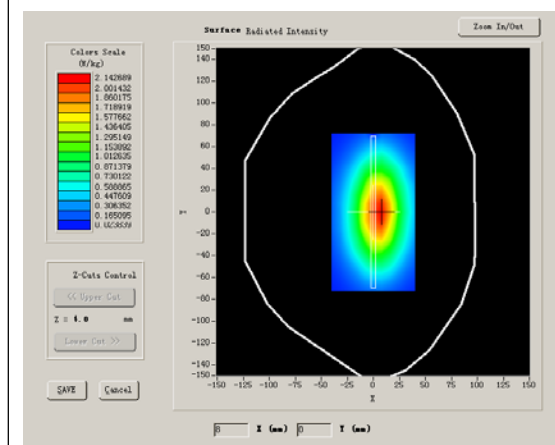 Surface Radiated Intensity
Zoom In/Out
Colors Scale
(W/kg)
2.142689
2.001432
1.860175
1.718919
1.577662
1.436405
1.295149
1.153892
1.012635
0.871379
0.730122
0.588865
0.447609
0.306352
0.165095
Z-Cuts Control
<< Upper Cut
Z = 4.0 mm
Lower Cut >>
SAVE
Cancel
150
140
120
100
80
60
40
20
0
-20
-40
-60
-80
-100
-120
-140
-150
-150 -125 -100 -75 -50 -25 0 25 50 75 100 125 150
X
8 X (mm) 0 Y (mm)